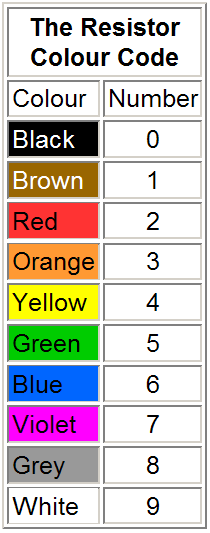 The Resistor
Colour Code
Colour Number
Black 0
Brown 1
Red 2
Orange 3
Yellow 4
Green 5
Blue 6
Violet 7
Grey 8
White 9